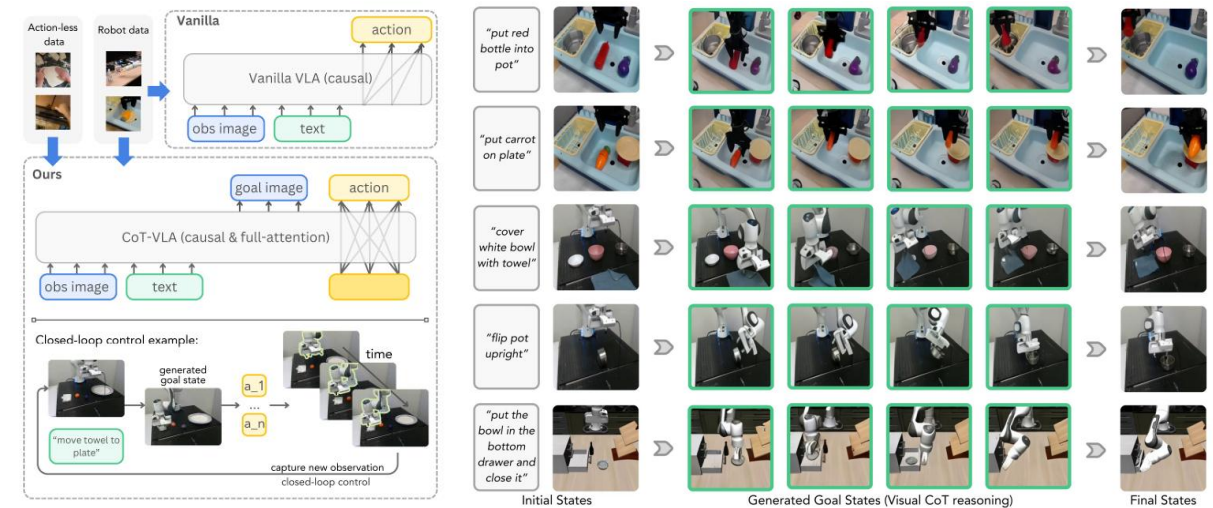 Action-less
data
Robot data
Vanilla
action
Vanilla VLA (causal)
obs image
text
Ours
goal image
action
CoT-VLA (causal & full-attention)
obs image
text
Closed-loop control example:
generated
goal state
time
a_1
...
a_n
"move towel to
plate"
capture new observation
closed-loop control
"put red
bottle into
pot"
"put carrot
on plate"
"cover
white bowl
with towel"
"flip pot
upright"
"put the
bowl in the
bottom
drawer and
close it"
Initial States
Generated Goal States (Visual CoT reasoning)
Final States